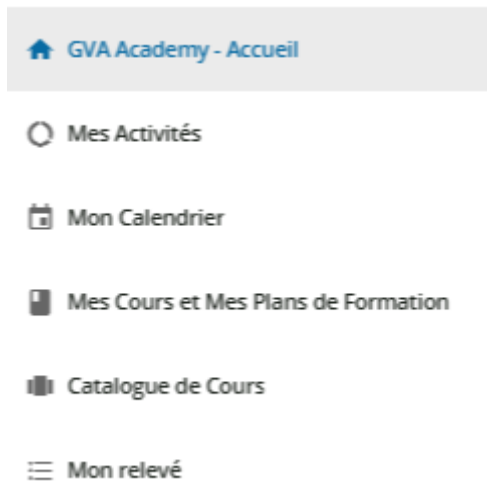 GVA Academy - Accueil
Mes Activités
Mon Calendrier
Mes Cours et Mes Plans de Formation
Catalogue de Cours
Mon relevé